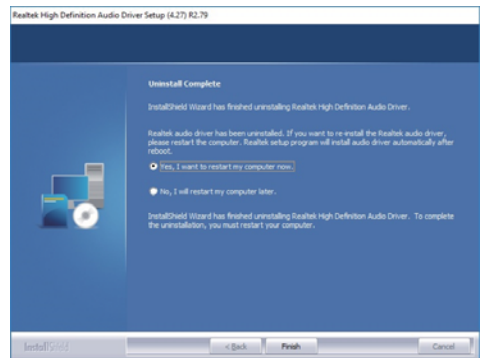 Realtek High Definition Audio Driver Setup (4.27) R2.79
Uninstall Complete
InstallShield Wizard has finished uninstalling Realtek High Definition Audio Driver.
Realtek audio driver has been uninstalled. If you want to re-install the Realtek audio driver,
please restart the computer. Realtek setup program will install audio driver automatically after
reboot.
Yes, I want to restart my computer now.
No, I will restart my computer later.
InstallShield Wizard has finished uninstalling Realtek High Definition Audio Driver. To complete
the uninstallation, you must restart your computer.
InstallShield
< Back
Finish
Cancel